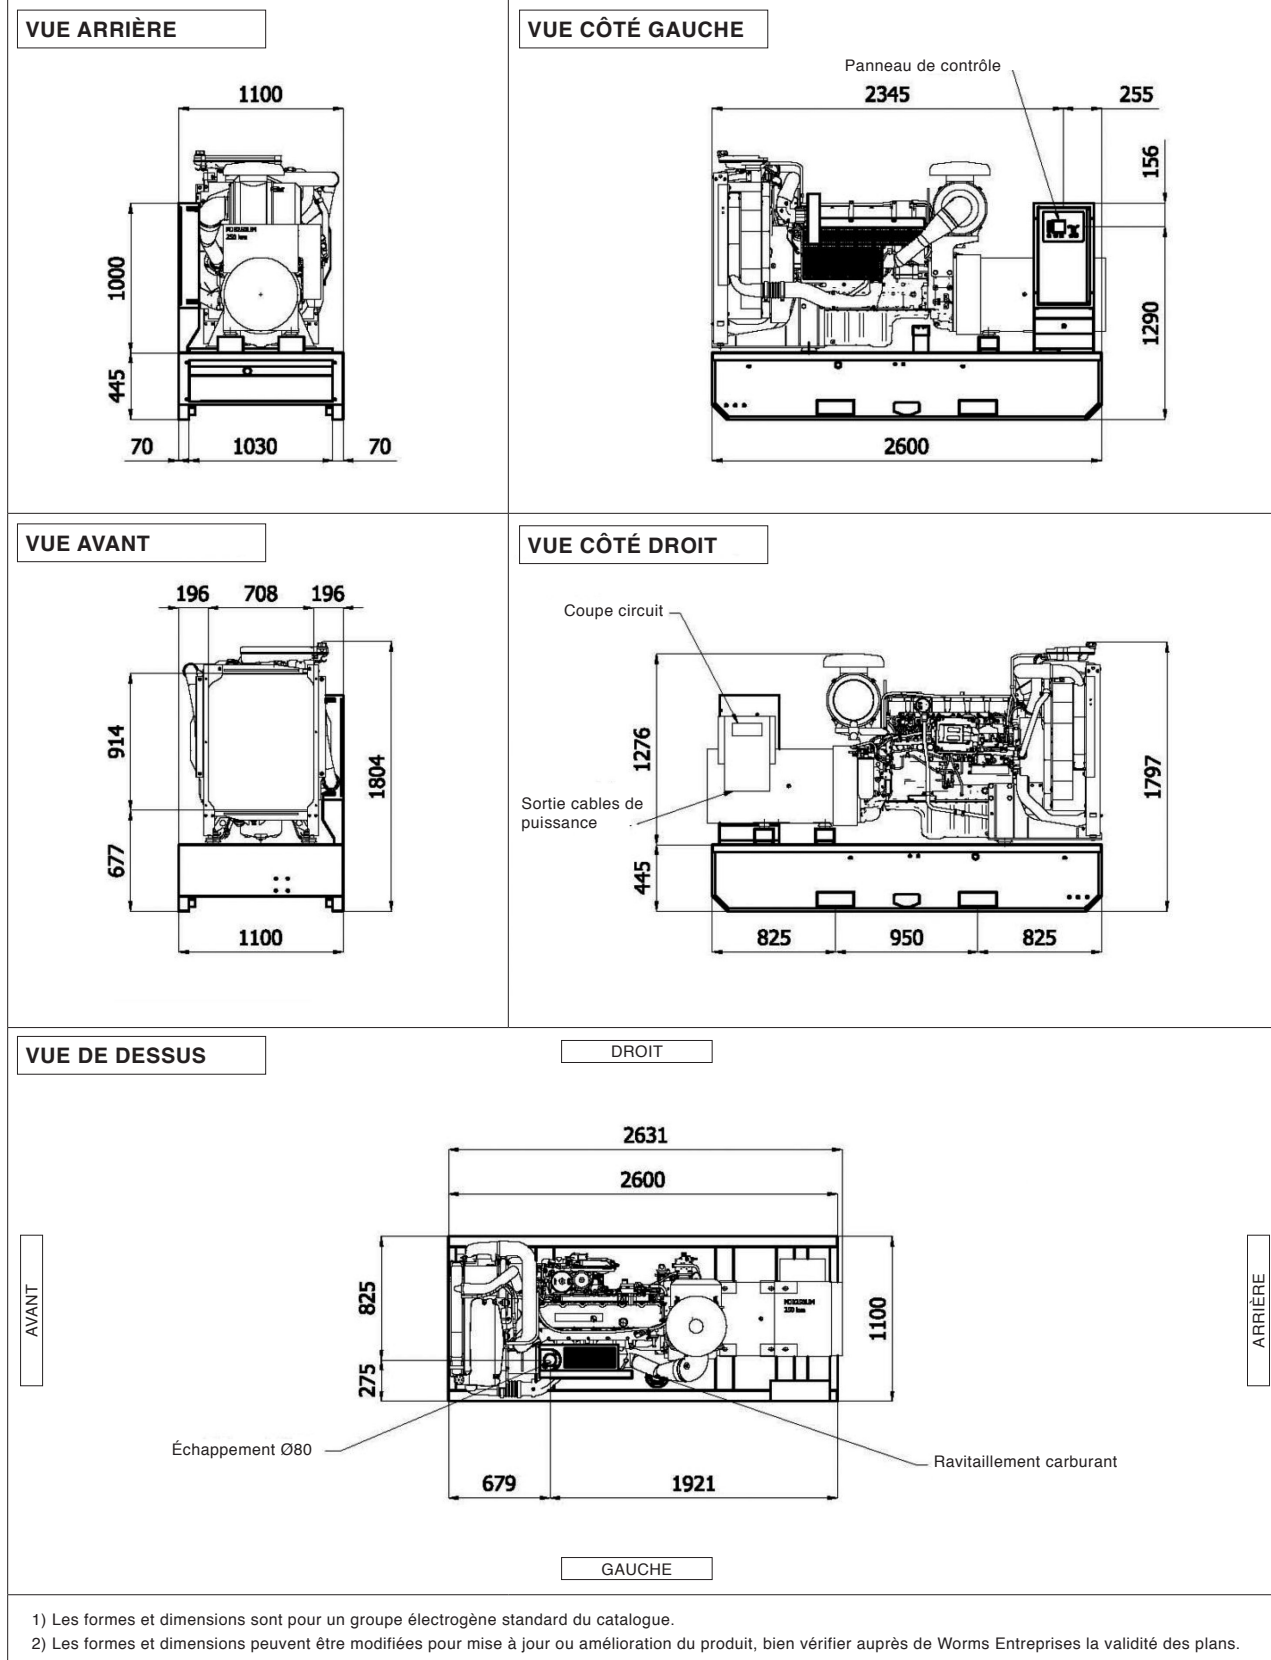 VUE ARRIÈRE
1100
1000
445
70
1030
70
VUE CÔTÉ GAUCHE
Panneau de contrôle
2345
255
156
1290
2600
VUE AVANT
196
708
196
914
1804
677
1100
VUE CÔTÉ DROIT
Coupe circuit
1276
1797
Sortie cables de
puissance
445
825
950
825
VUE DE DESSUS
DROIT
2631
2600
AVANT
825
1100
ARRIÈRE
275
Échappement Ø80
Ravitaillement carburant
679
1921
GAUCHE
1) Les formes et dimensions sont pour un groupe électrogène standard du catalogue.
2) Les formes et dimensions peuvent être modifiées pour mise à jour ou amélioration du produit, bien vérifier auprès de Worms Entreprises la validité des plans.